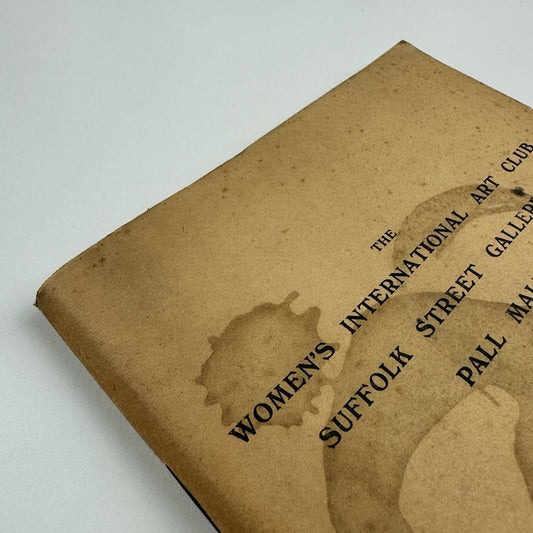 THE
WOMEN'S INTERNATIONAL ART CLUB
SUFFOLK STREET GALLER
PALL MAL